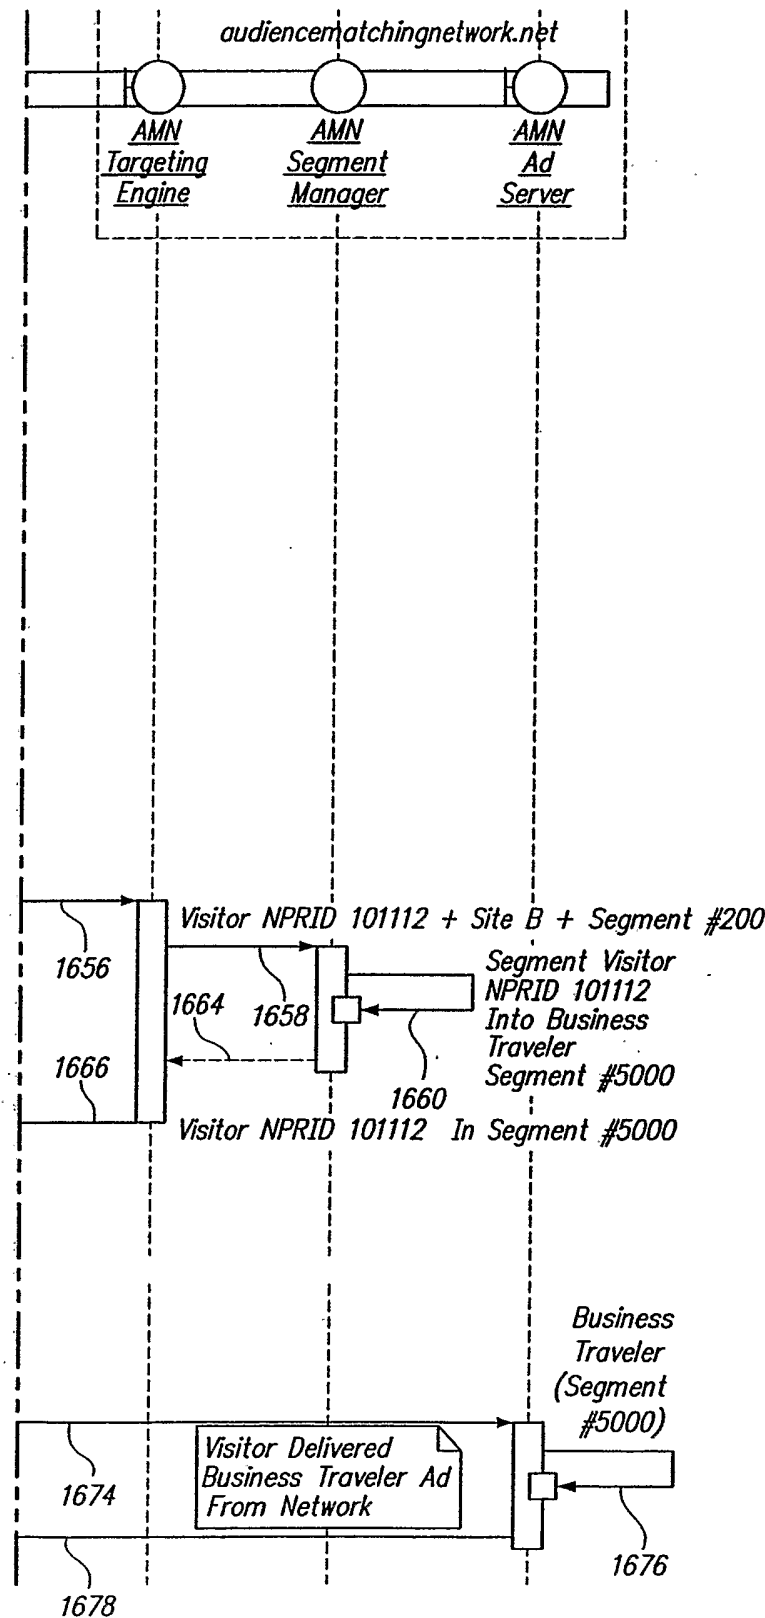 audiencematchingnetwork.net
AMN
Targeting
Engine
AMN
Segment
Manager
AMN
Ad
Server
Visitor NPRID 101112 + Site B + Segment #200
1656
1658
Segment Visitor
NPRID 101112
Into Business
Traveler
Segment #5000
1664
1660
1666
Visitor NPRID 101112 In Segment #5000
Business
Traveler
(Segment
#5000)
Visitor Delivered
Business Traveler Ad
From Network
1674
1676
1678